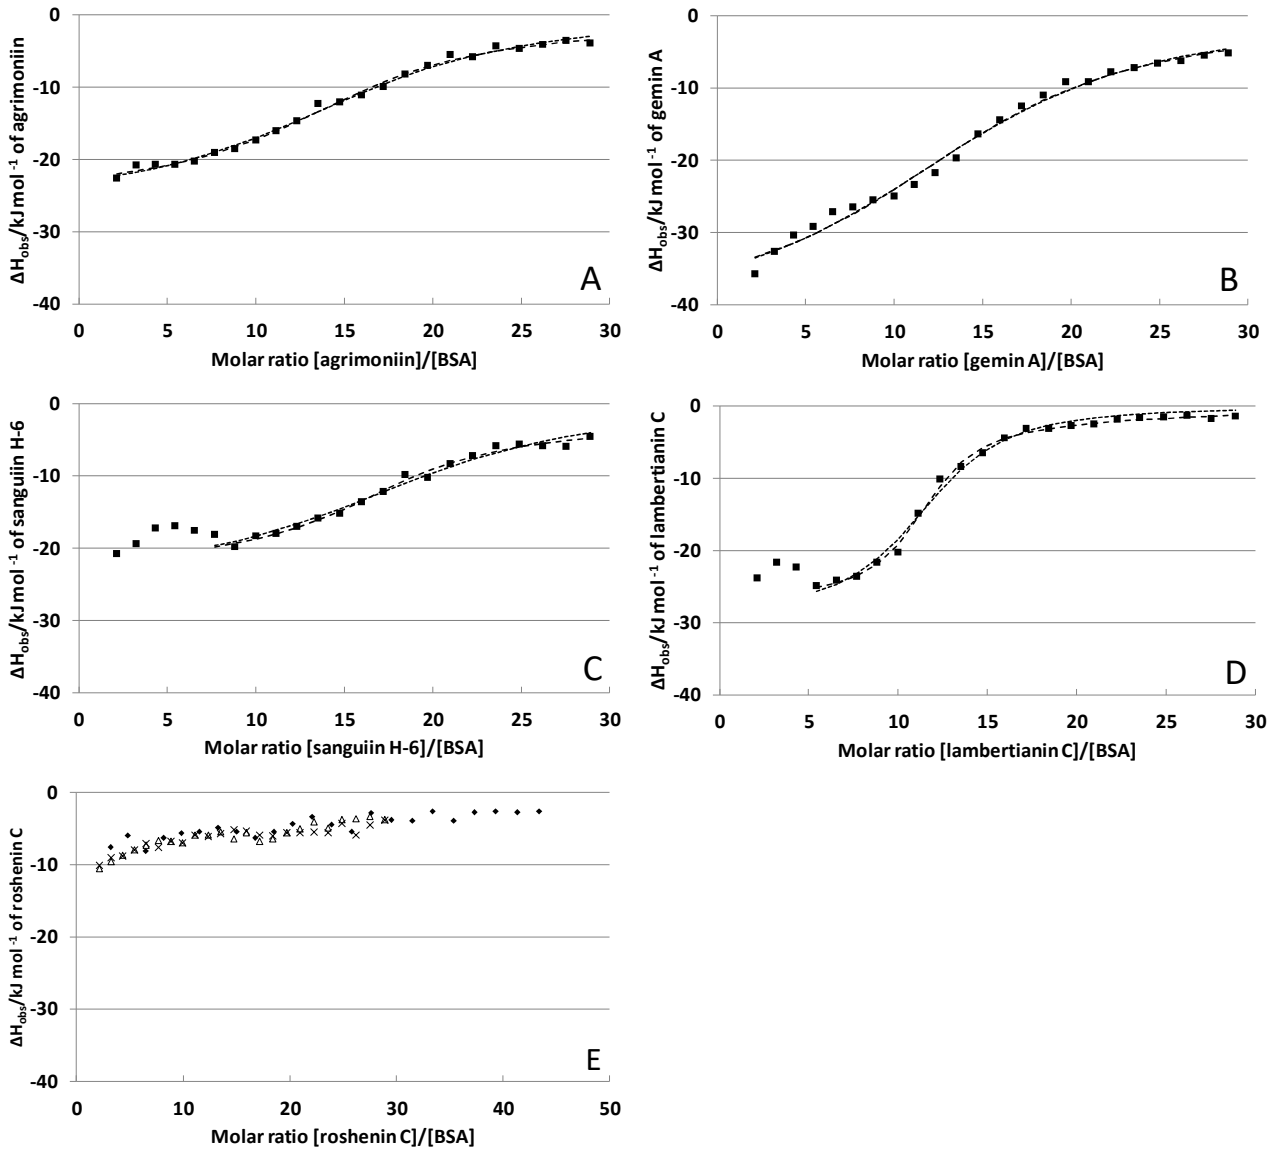 0
-10
-20
-30
-40
ΔHobs/kJ mol -1 of agrimoniin
A
0 5 10 15 20 25 30
Molar ratio [agrimoniin]/[BSA]
0
-10
-20
-30
-40
ΔHobs/kJ mol -1 of gemin A
B
0 5 10 15 20 25 30
Molar ratio [gemin A]/[BSA]
0
-10
-20
-30
-40
ΔHobs/kJ mol -1 of sanguiin H-6
C
0 5 10 15 20 25 30
Molar ratio [sanguiin H-6]/[BSA]
0
-10
-20
-30
-40
ΔHobs/kJ mol -1 of lambertianin C
D
0 5 10 15 20 25 30
Molar ratio [lambertianin C]/[BSA]
0
-10
-20
-30
-40
ΔHobs/kJ mol -1 of roshenin C
E
0 10 20 30 40 50
Molar ratio [roshenin C]/[BSA]